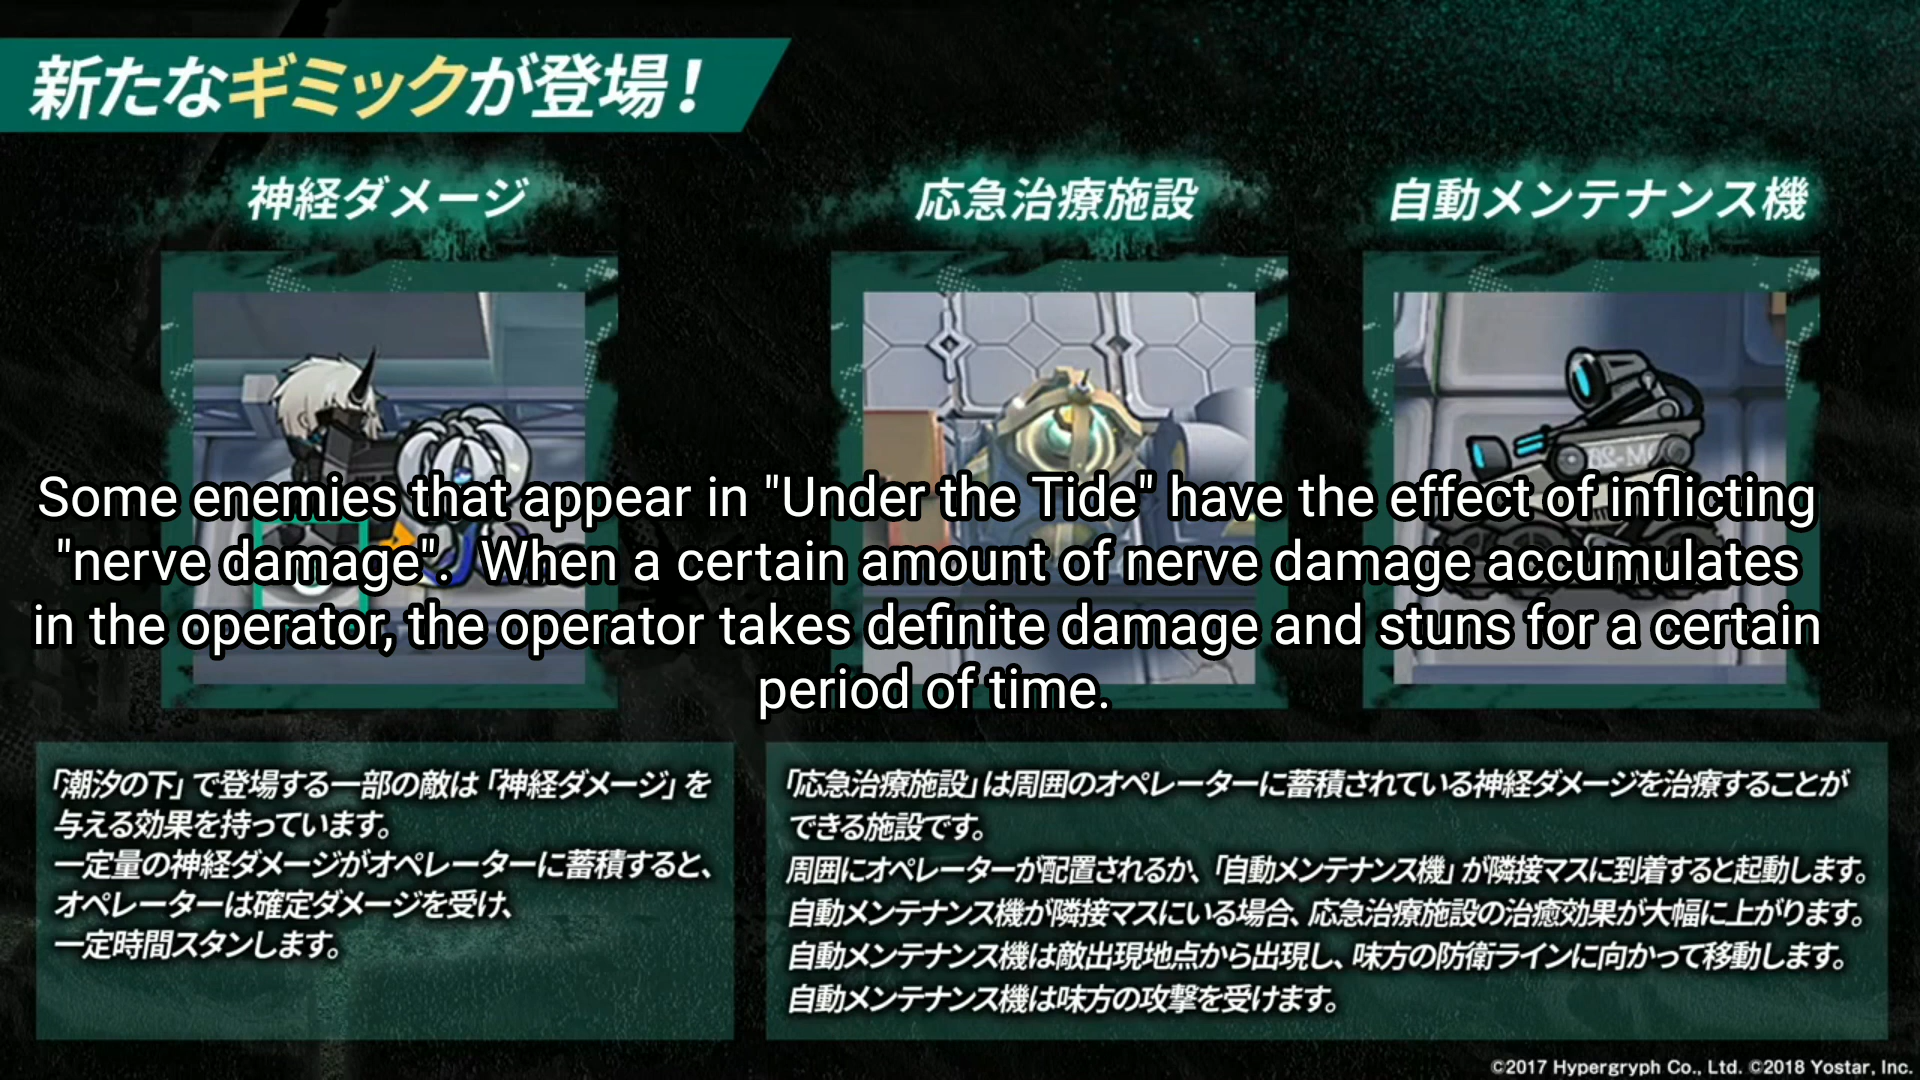 新たなギミックが登場！
神経ダメージ
応急治療施設
自動メンテナンス機
Some enemies that appear in "Under the Tide" have the effect of inflicting
"nerve damage". When a certain amount of nerve damage accumulates
in the operator, the operator takes definite damage and stuns for a certain
period of time.
「潮汐の下」で登場する一部の敵は「神経ダメージ」を
与える効果を持っています。
一定量の神経ダメージがオペレーターに蓄積すると、
オペレーターは確定ダメージを受け、
一定時間スタンします。
「応急治療施設」は周囲のオペレーターに蓄積されている神経ダメージを治療することが
できる施設です。
周囲にオペレーターが配置されるか、「自動メンテナンス機」が隣接マスに到着すると起動します。
自動メンテナンス機が隣接マスにいる場合、応急治療施設の治癒効果が大幅に上がります。
自動メンテナンス機は敵出現地点から出現し、味方の防衛ラインに向かって移動します。
自動メンテナンス機は味方の攻撃を受けます。
©2017 Hypergryph Co., Ltd. ©2018 Yostar, Inc.